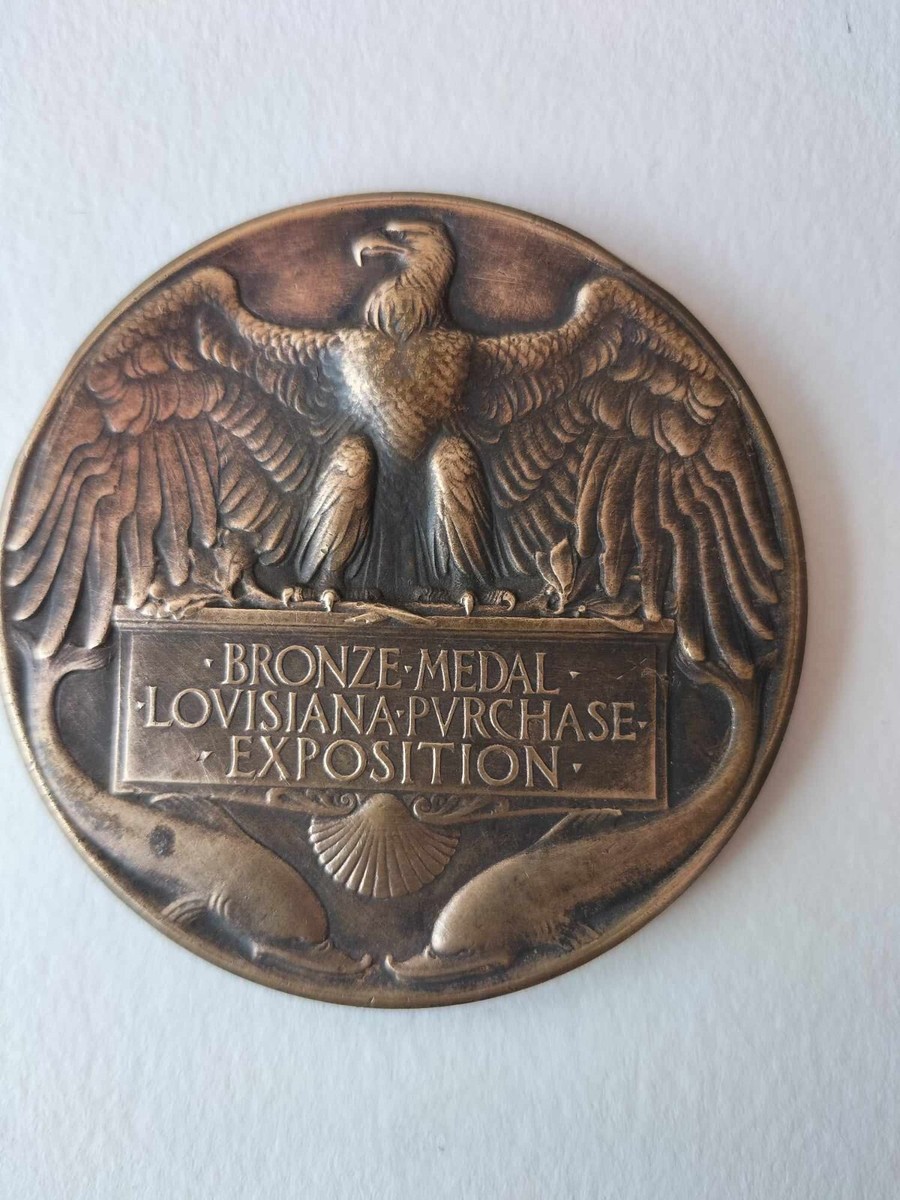 ·BRONZE·MEDAL·
·LOVISIANA·PVRCHASE·
·EXPOSITION·